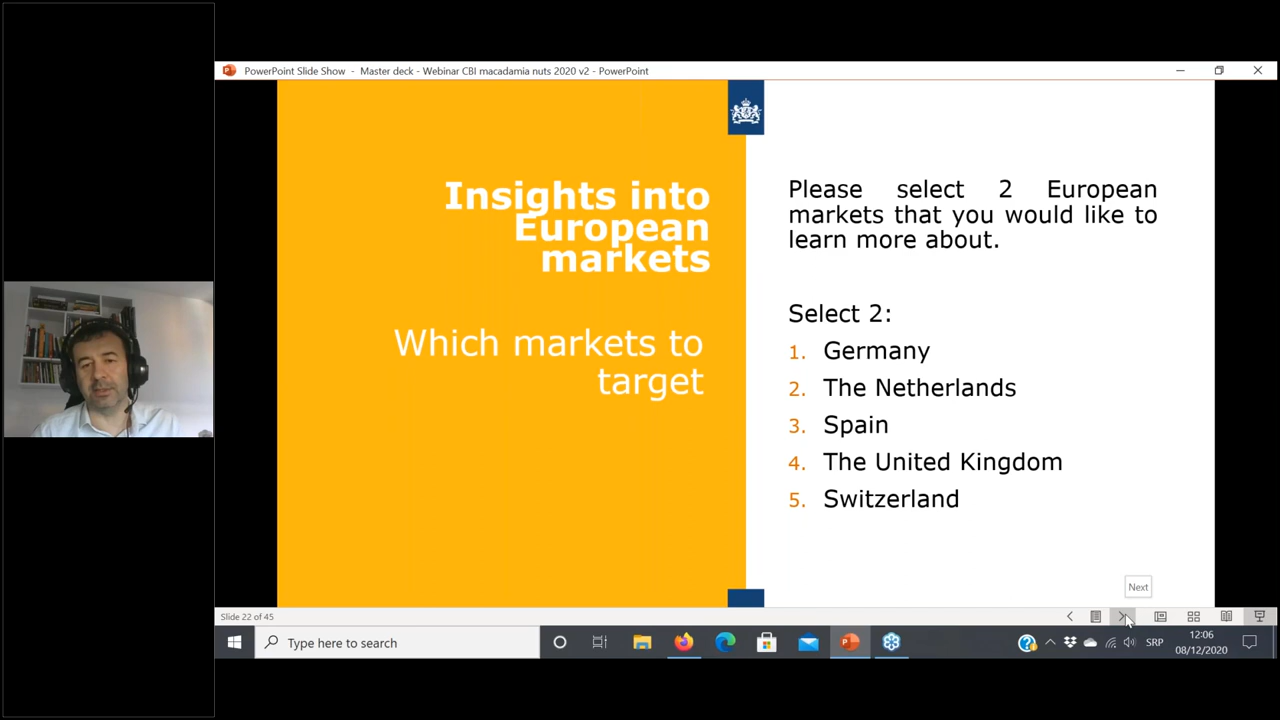 PowerPoint Slide Show - Master deck - Webinar CBI macadamia nuts 2020 v2 - PowerPoint
Insights into
European
markets
Which markets to
target
Please select 2 European
markets that you would like to
learn more about.
Select 2:
1. Germany
2. The Netherlands
3. Spain
4. The United Kingdom
5. Switzerland
Next
Slide 22 of 45
Type here to search
SRP
12:06
08/12/2020